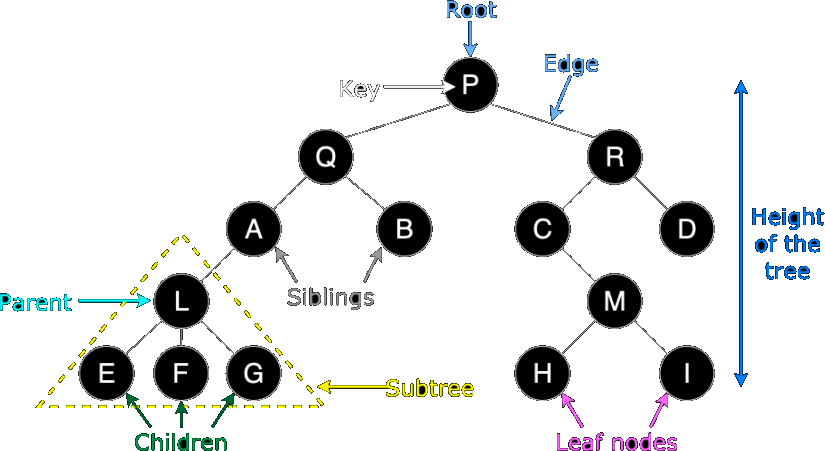 Root
Edge
Key
P
Q
R
A
B
C
D
Height
of the
tree
Siblings
Parent
L
M
E
F
G
H
I
Subtree
Children
Leaf nodes